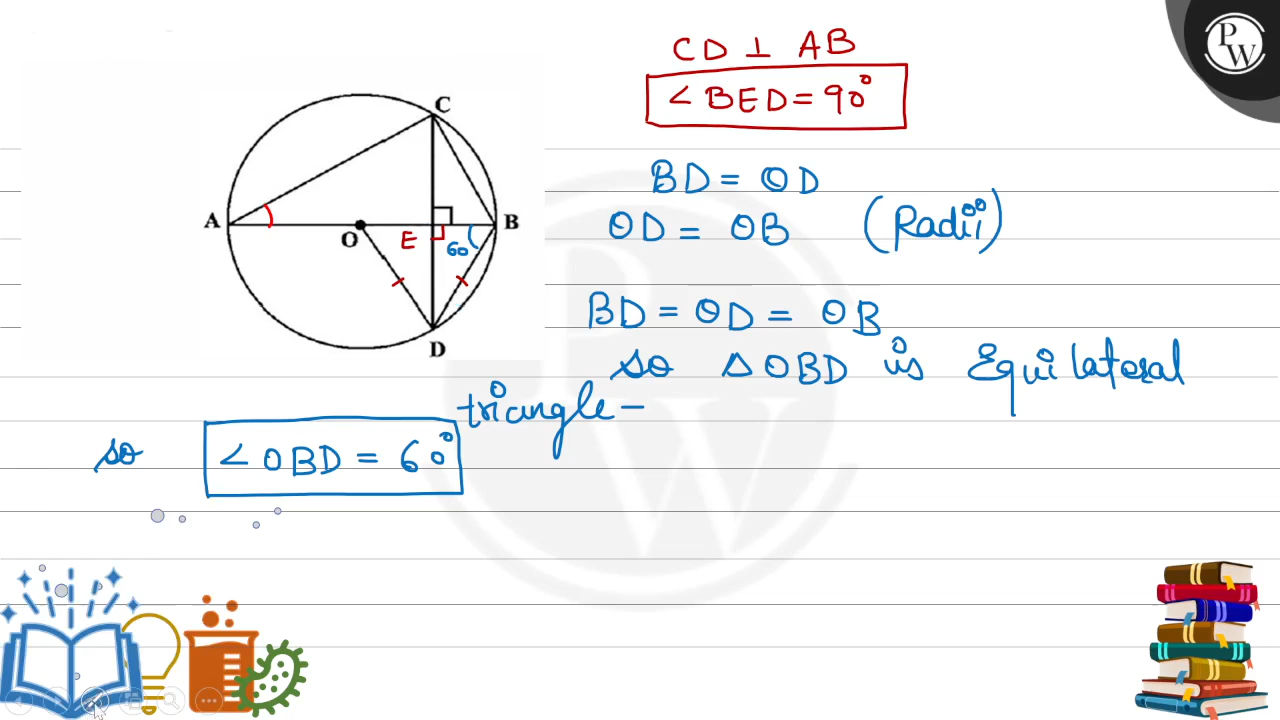 CD ⊥ AB
∠BED = 90°
BD = OD
OD = OB (Radii)
BD = OD = OB
so △OBD is Equilateral
triangle –
so ∠OBD = 60°
C
A
O
E
60
B
D
PW
PW